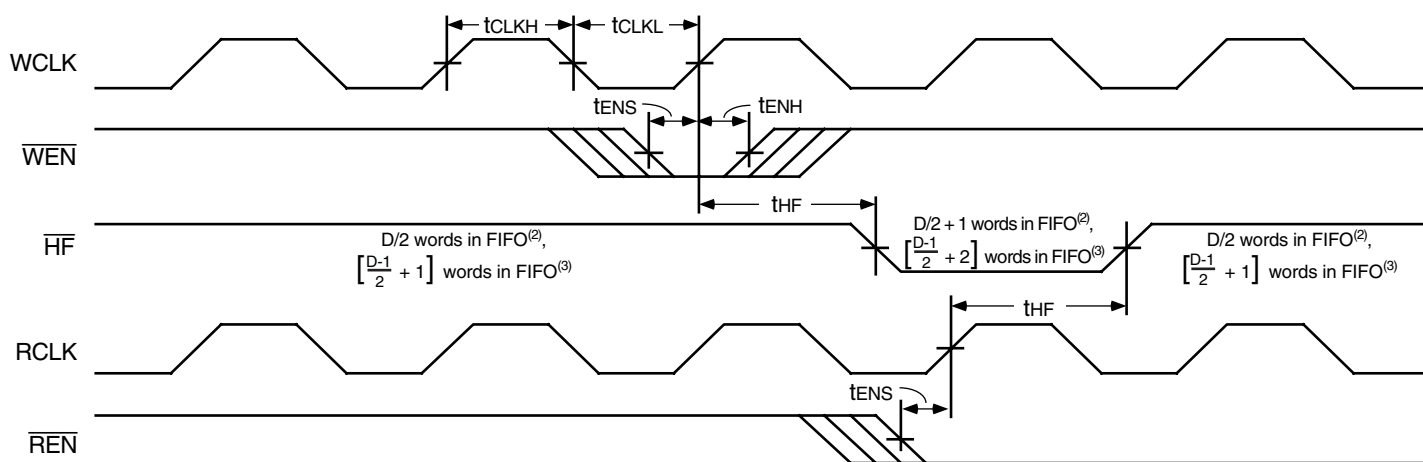 tCLKH
tCLKL
WCLK
tENS
tENH
WEN
tHF
HF
D/2 words in FIFO(2),
[D-1/2 + 1] words in FIFO(3)
D/2 + 1 words in FIFO(2),
[D-1/2 + 2] words in FIFO(3)
D/2 words in FIFO(2),
[D-1/2 + 1] words in FIFO(3)
tHF
RCLK
tENS
REN